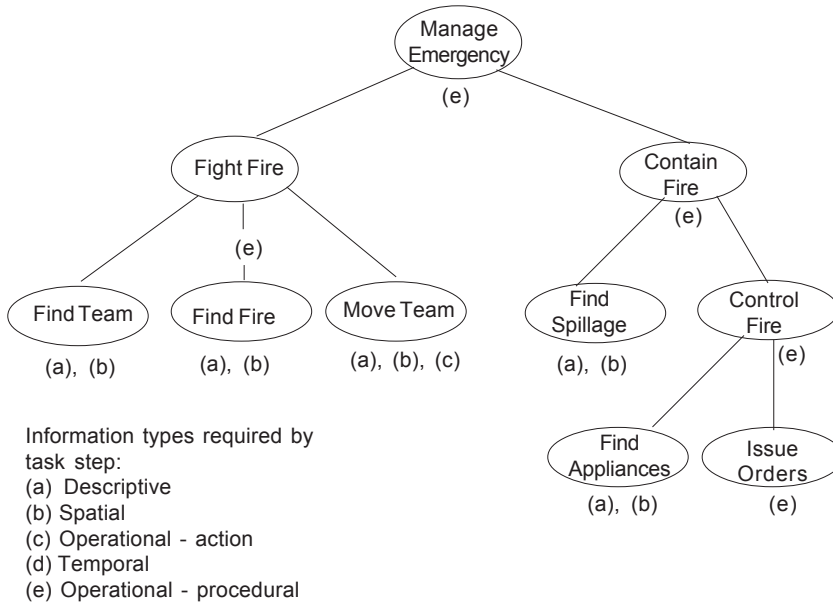 Manage
Emergency
(e)
Fight Fire
Contain
Fire
(e)
(e)
Find Team
Find Fire
Move Team
Find
Spillage
Control
Fire
(a), (b)
(a), (b)
(a), (b), (c)
(a), (b)
(e)
Find
Appliances
Issue
Orders
(a), (b)
(e)
Information types required by
task step:
(a) Descriptive
(b) Spatial
(c) Operational - action
(d) Temporal
(e) Operational - procedural